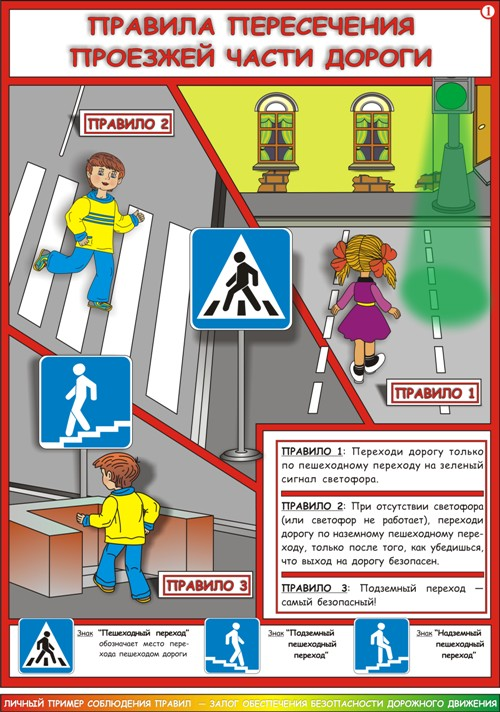 1
ПРАВИЛА ПЕРЕСЕЧЕНИЯ
ПРОЕЗЖЕЙ ЧАСТИ ДОРОГИ
ПРАВИЛО 2
ПРАВИЛО 1
ПРАВИЛО 3
ПРАВИЛО 1: Переходи дорогу только
по пешеходному переходу на зеленый
сигнал светофора.
ПРАВИЛО 2: При отсутствии светофора
(или светофор не работает), переходи
дорогу по наземному пешеходному пере-
ходу, только после того, как убедишься,
что выход на дорогу безопасен.
ПРАВИЛО 3: Подземный переход —
самый безопасный!
Знак "Пешеходный переход"
обозначает место пере-
хода пешеходом дороги
Знак "Подземный
пешеходный
переход"
Знак "Надземный
пешеходный
переход"
ЛИЧНЫЙ ПРИМЕР СОБЛЮДЕНИЯ ПРАВИЛ — ЗАЛОГ ОБЕСПЕЧЕНИЯ БЕЗОПАСНОСТИ ДОРОЖНОГО ДВИЖЕНИЯ